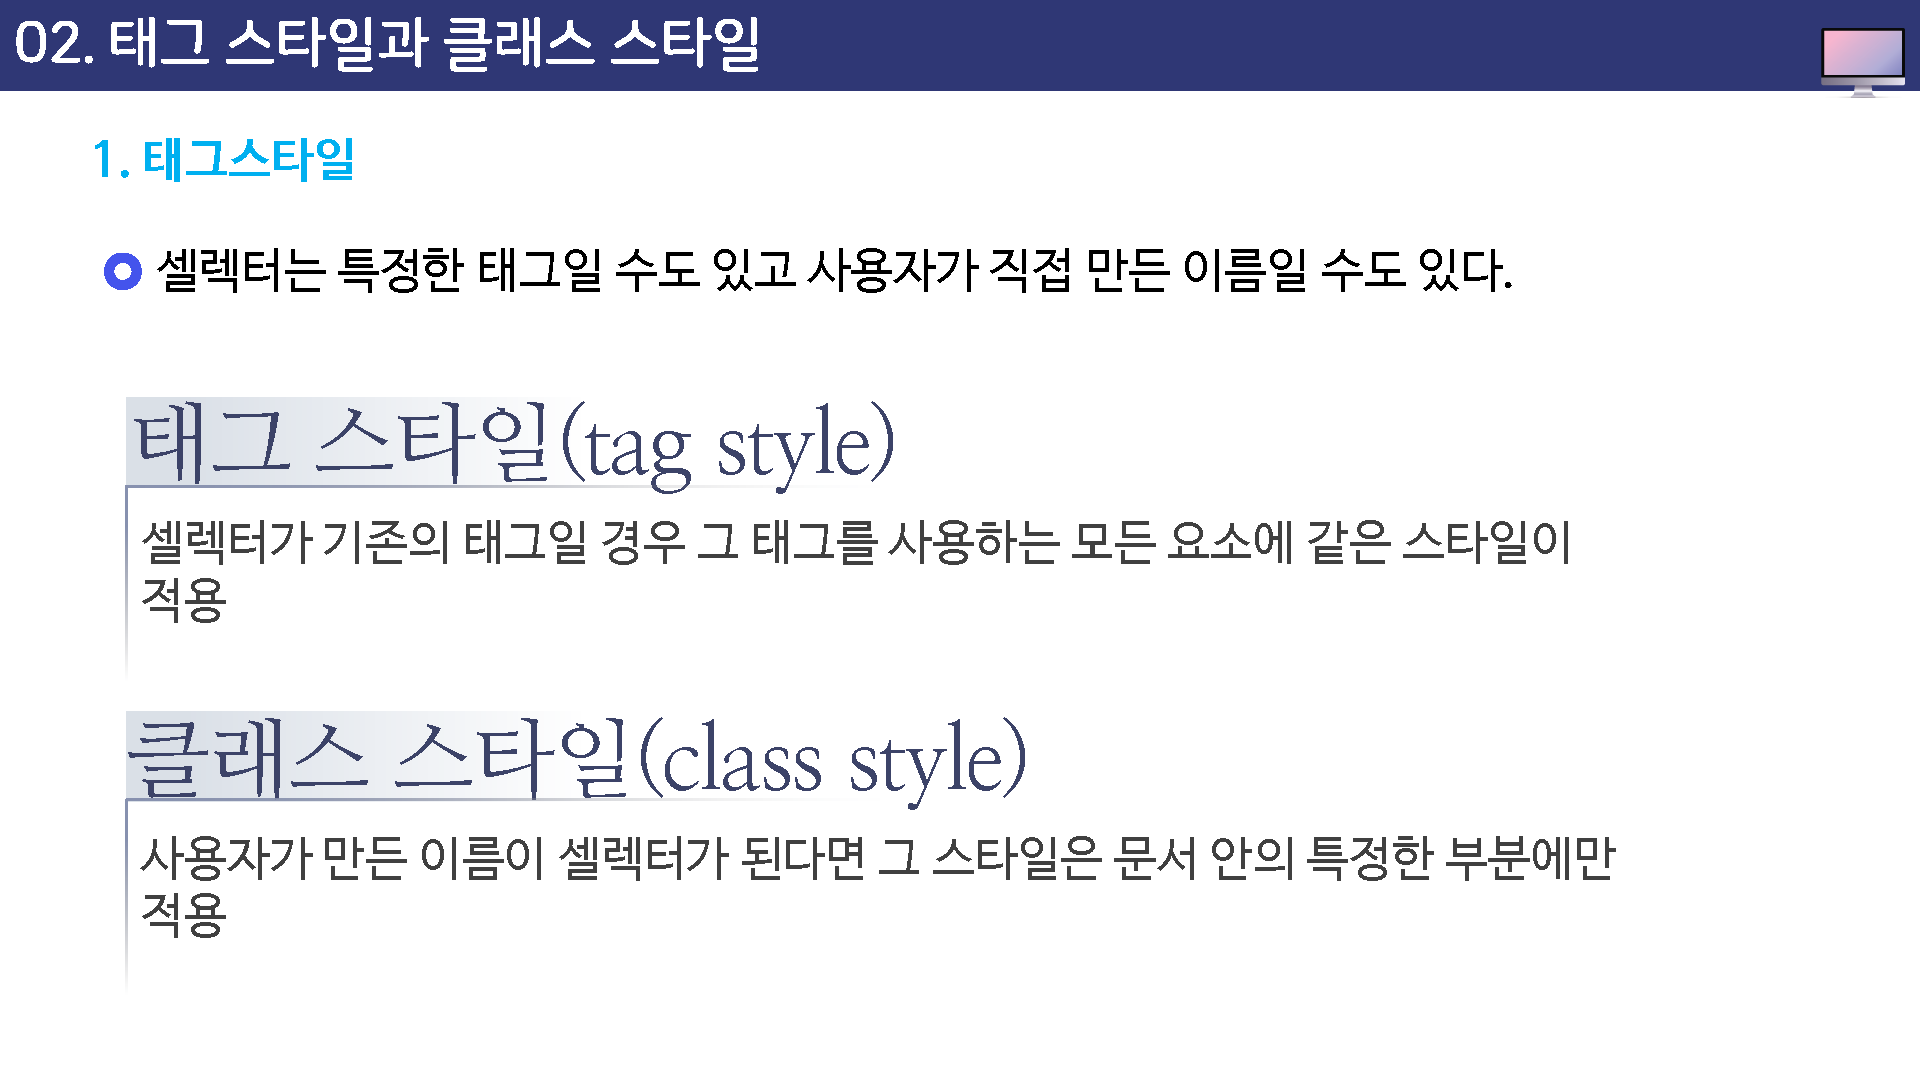 02. 태그 스타일과 클래스 스타일
1. 태그스타일
셀렉터는 특정한 태그일 수도 있고 사용자가 직접 만든 이름일 수도 있다.
태그 스타일(tag style)
셀렉터가 기존의 태그일 경우 그 태그를 사용하는 모든 요소에 같은 스타일이
적용
클래스 스타일(class style)
사용자가 만든 이름이 셀렉터가 된다면 그 스타일은 문서 안의 특정한 부분에만
적용